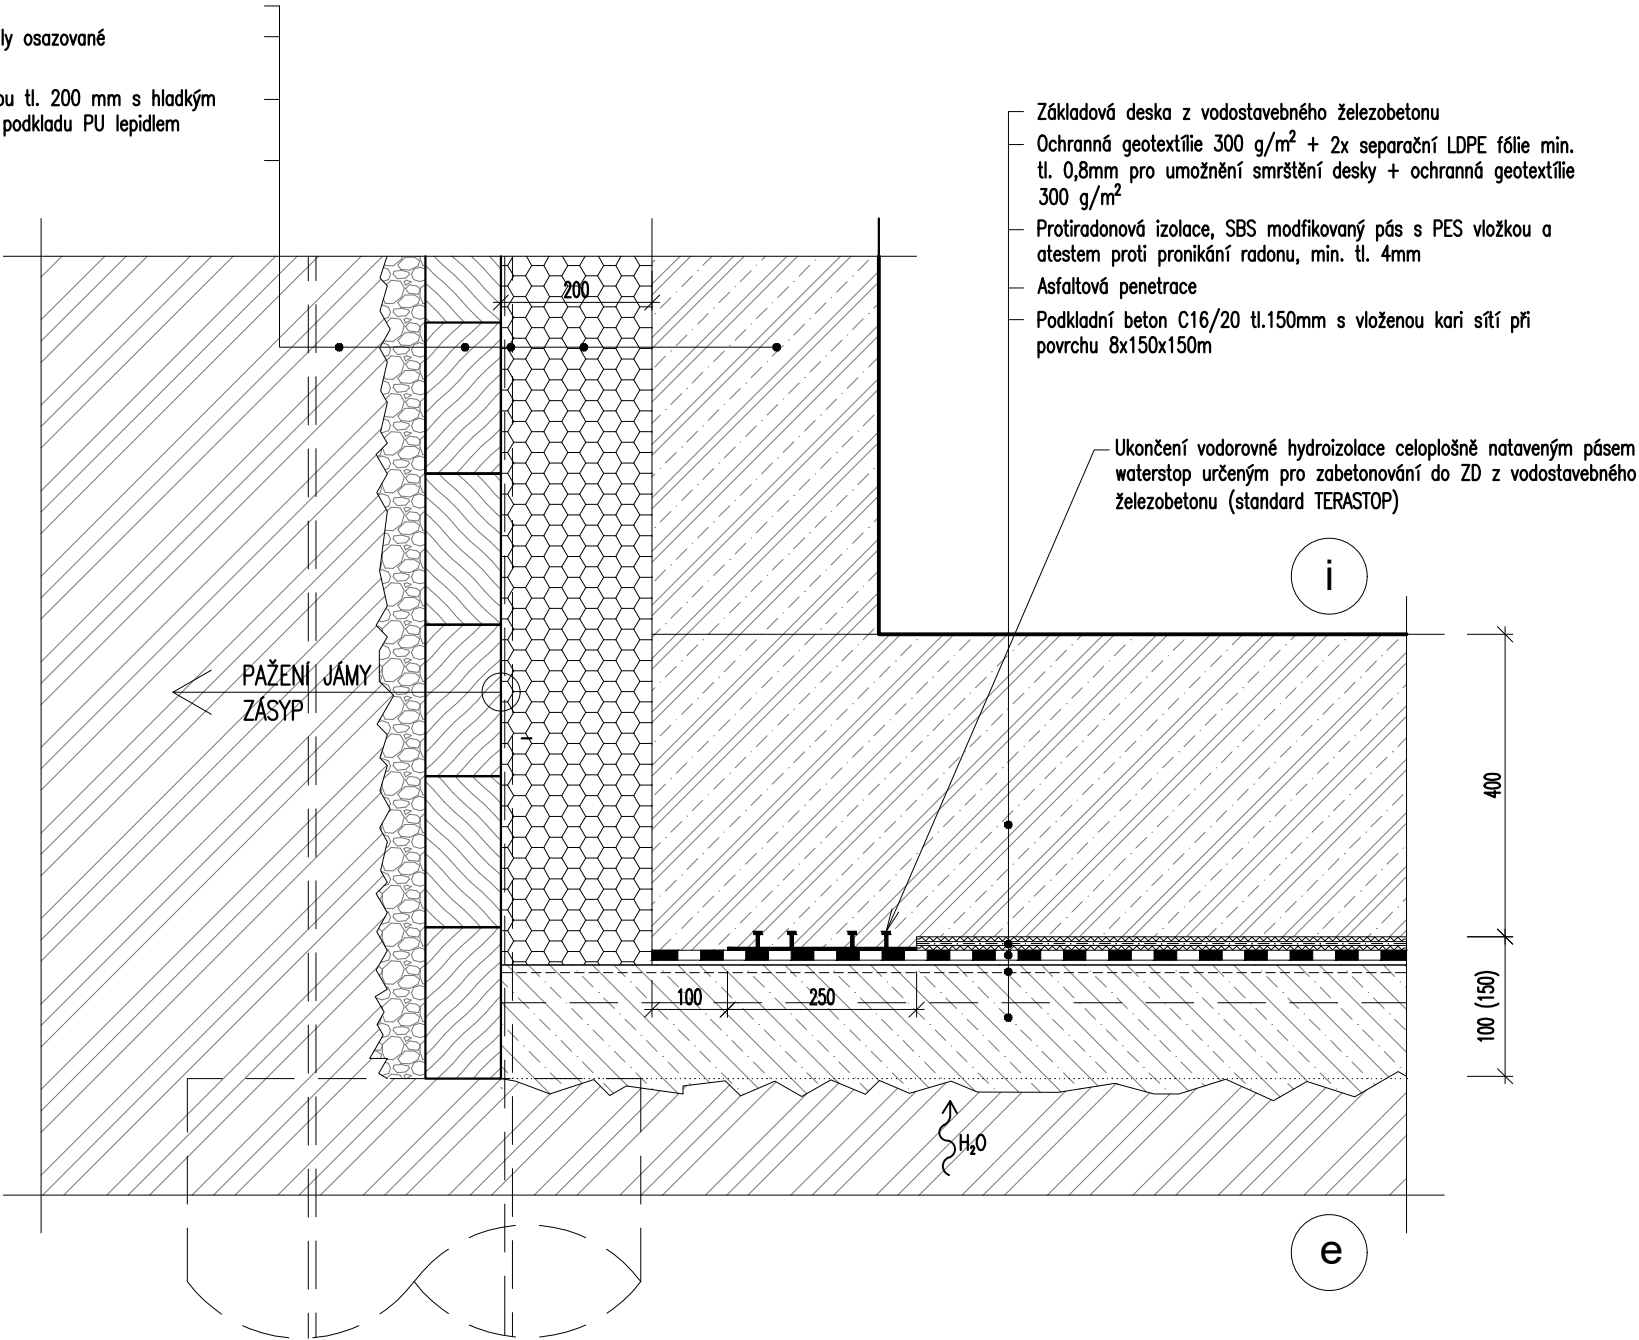 ly osazované
ou tl. 200 mm s hladkým
podkladu PU lepidlem
Základová deska z vodostavebného železobetonu
Ochranná geotextílie 300 g/m² + 2x separační LDPE fólie min.
tl. 0,8mm pro umožnění smrštění desky + ochranná geotextílie
300 g/m²
Protiradonová izolace, SBS modfikovaný pás s PES vložkou a
atestem proti pronikání radonu, min. tl. 4mm
Asfaltová penetrace
Podkladní beton C16/20 tl.150mm s vloženou kari sítí při
povrchu 8x150x150m
200
Ukončení vodorovné hydroizolace celoplošně nataveným pásem
waterstop určeným pro zabetonování do ZD z vodostavebného
železobetonu (standard TERASTOP)
i
PAŽENÍ JÁMY
ZÁSYP
400
100
250
100 (150)
H₂O
e